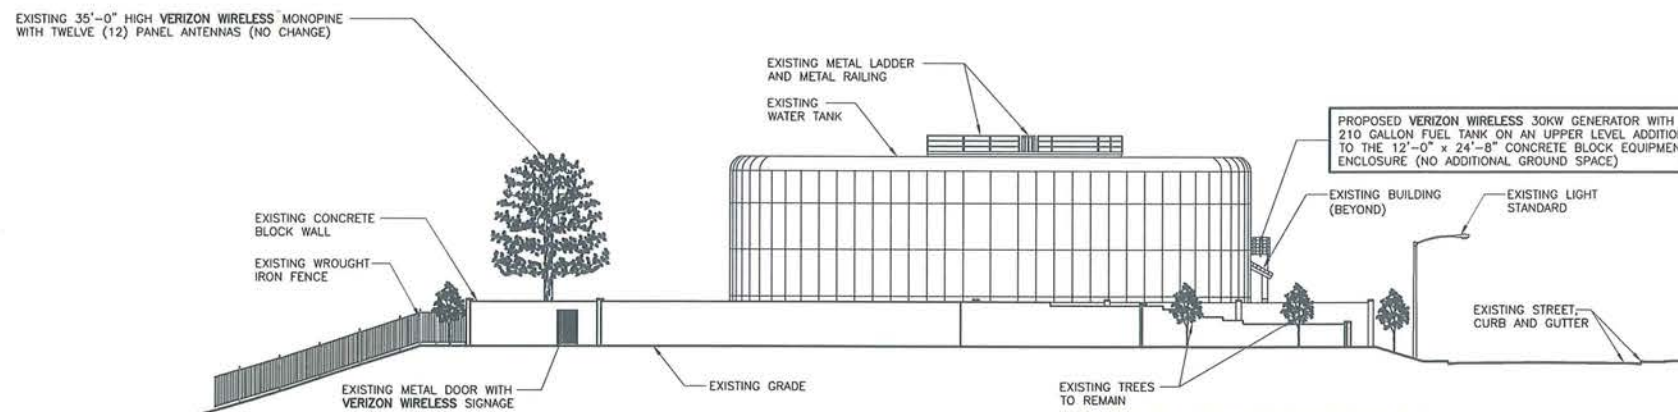 EXISTING 35'-0" HIGH VERIZON WIRELESS MONOPINE
WITH TWELVE (12) PANEL ANTENNAS (NO CHANGE)
EXISTING METAL LADDER
AND METAL RAILING
EXISTING
WATER TANK
PROPOSED VERIZON WIRELESS 30KW GENERATOR WITH
210 GALLON FUEL TANK ON AN UPPER LEVEL ADDITIO
TO THE 12'-0" x 24'-8" CONCRETE BLOCK EQUIPMEN
ENCLOSURE (NO ADDITIONAL GROUND SPACE)
EXISTING BUILDING
(BEYOND)
EXISTING LIGHT
STANDARD
EXISTING CONCRETE
BLOCK WALL
EXISTING WROUGHT
IRON FENCE
EXISTING STREET,
CURB AND GUTTER
EXISTING METAL DOOR WITH
VERIZON WIRELESS SIGNAGE
EXISTING GRADE
EXISTING TREES
TO REMAIN